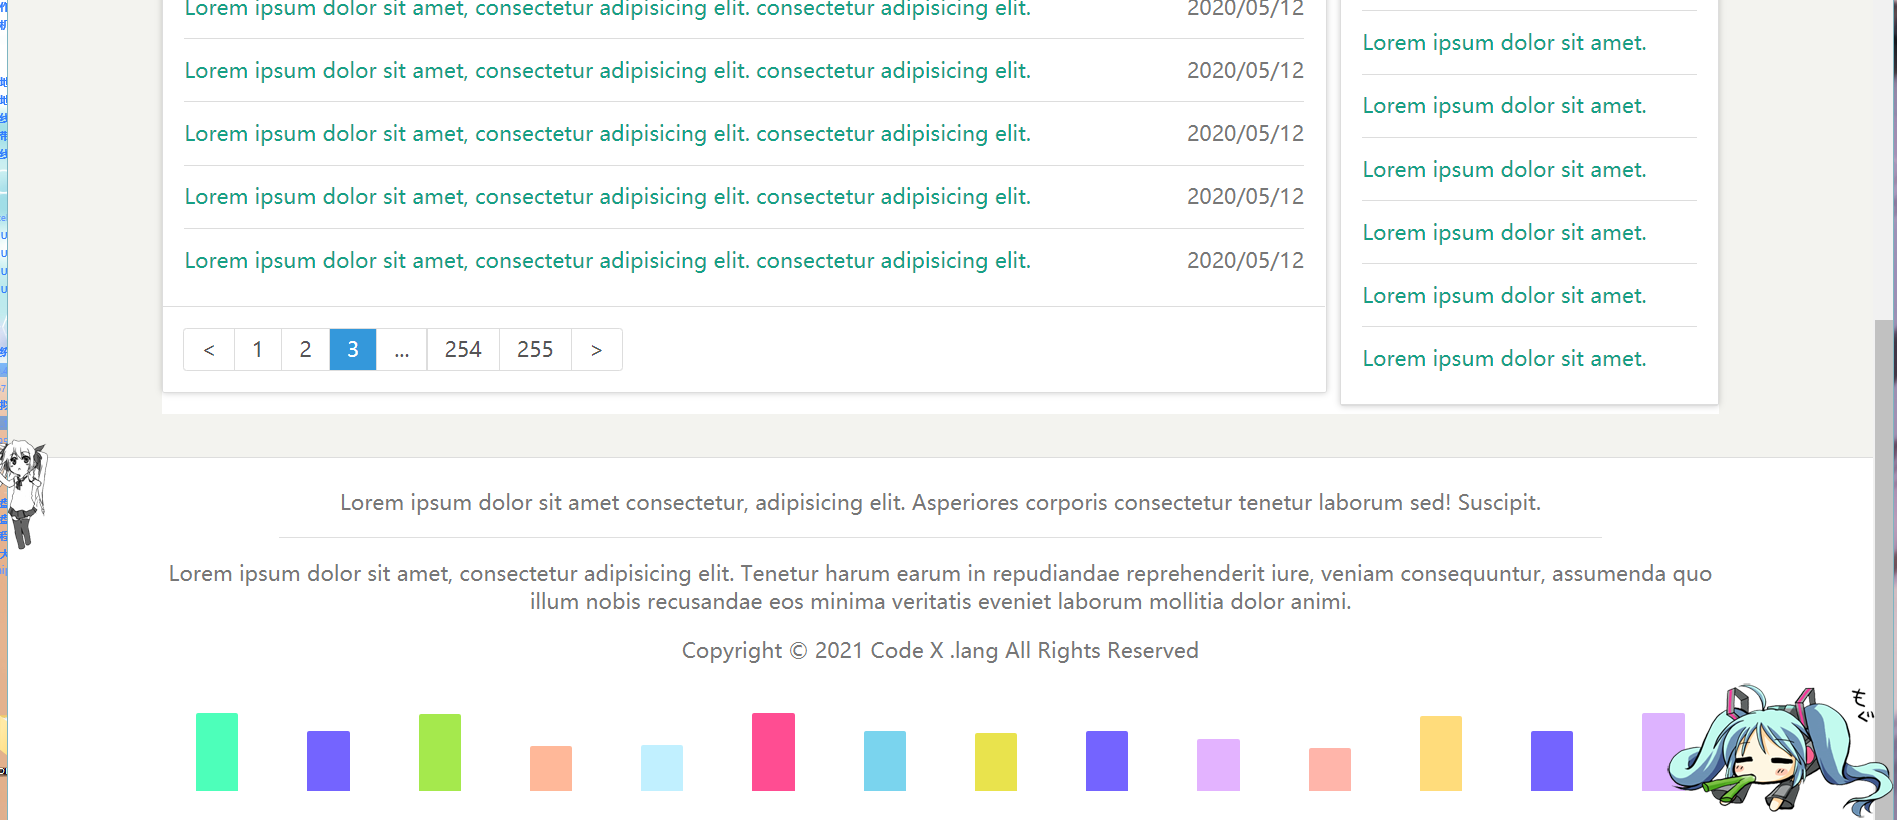 Lorem ipsum dolor sit amet, consectetur adipisicing elit. consectetur adipisicing elit. 2020/05/12
Lorem ipsum dolor sit amet, consectetur adipisicing elit. consectetur adipisicing elit. 2020/05/12
Lorem ipsum dolor sit amet, consectetur adipisicing elit. consectetur adipisicing elit. 2020/05/12
Lorem ipsum dolor sit amet, consectetur adipisicing elit. consectetur adipisicing elit. 2020/05/12
Lorem ipsum dolor sit amet, consectetur adipisicing elit. consectetur adipisicing elit. 2020/05/12
< 1 2 3 ... 254 255 >
Lorem ipsum dolor sit amet.
Lorem ipsum dolor sit amet.
Lorem ipsum dolor sit amet.
Lorem ipsum dolor sit amet.
Lorem ipsum dolor sit amet.
Lorem ipsum dolor sit amet.
Lorem ipsum dolor sit amet consectetur, adipisicing elit. Asperiores corporis consectetur tenetur laborum sed! Suscipit.
Lorem ipsum dolor sit amet, consectetur adipisicing elit. Tenetur harum earum in repudiandae reprehenderit iure, veniam consequuntur, assumenda quo
illum nobis recusandae eos minima veritatis eveniet laborum mollitia dolor animi.
Copyright © 2021 Code X .lang All Rights Reserved
もぐ